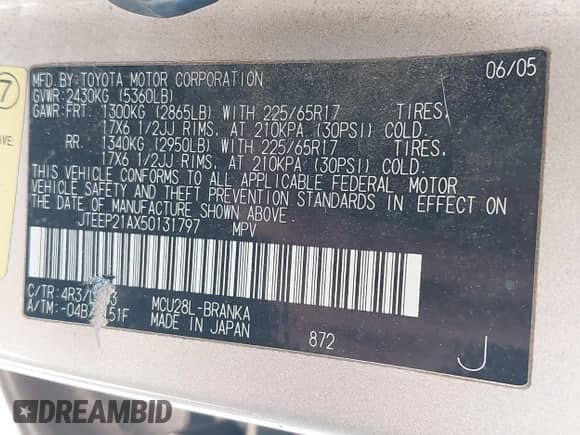 7
MFD.BY:TOYOTA MOTOR CORPORATION 06/05
GVWR:2430KG (5360LB)
GAWR:FRT. 1300KG (2865LB) WITH 225/65R17 TIRES,
17X6 1/2JJ RIMS, AT 210KPA (30PSI) COLD.
RR. 1340KG (2950LB) WITH 225/65R17 TIRES,
17X6 1/2JJ RIMS, AT 210KPA (30PSI) COLD.
THIS VEHICLE CONFORMS TO ALL APPLICABLE FEDERAL MOTOR
VEHICLE SAFETY AND THEFT PREVENTION STANDARDS IN EFFECT ON
THE DATE OF MANUFACTURE SHOWN ABOVE.
JTEEP21AX50131797 MPV
MCU28L-BRANKA
MADE IN JAPAN
872
J
DREAMBID